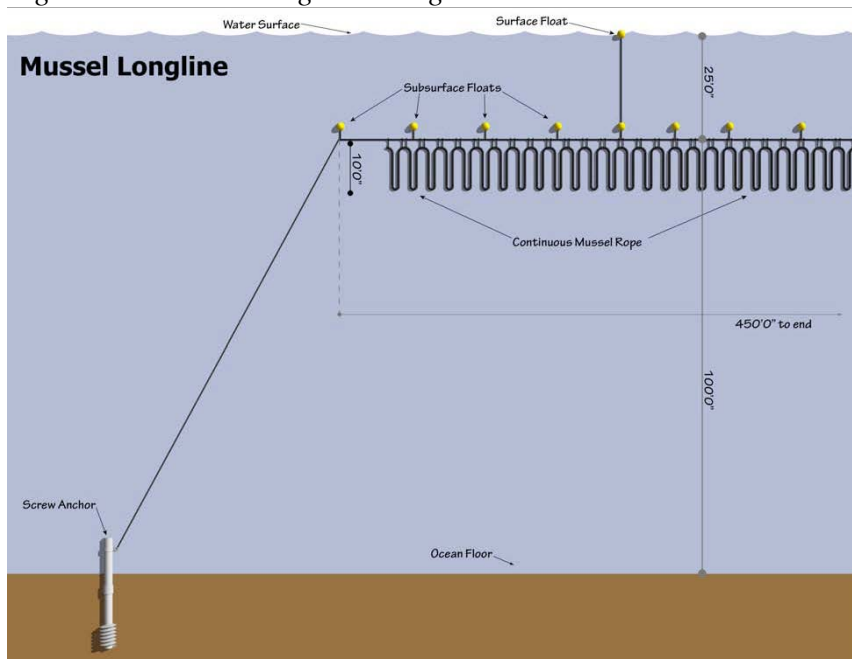 Water Surface
Surface Float
Mussel Longline
25'0"
Subsurface Floats
10'0"
Continuous Mussel Rope
450'0" to end
100'0"
Screw Anchor
Ocean Floor